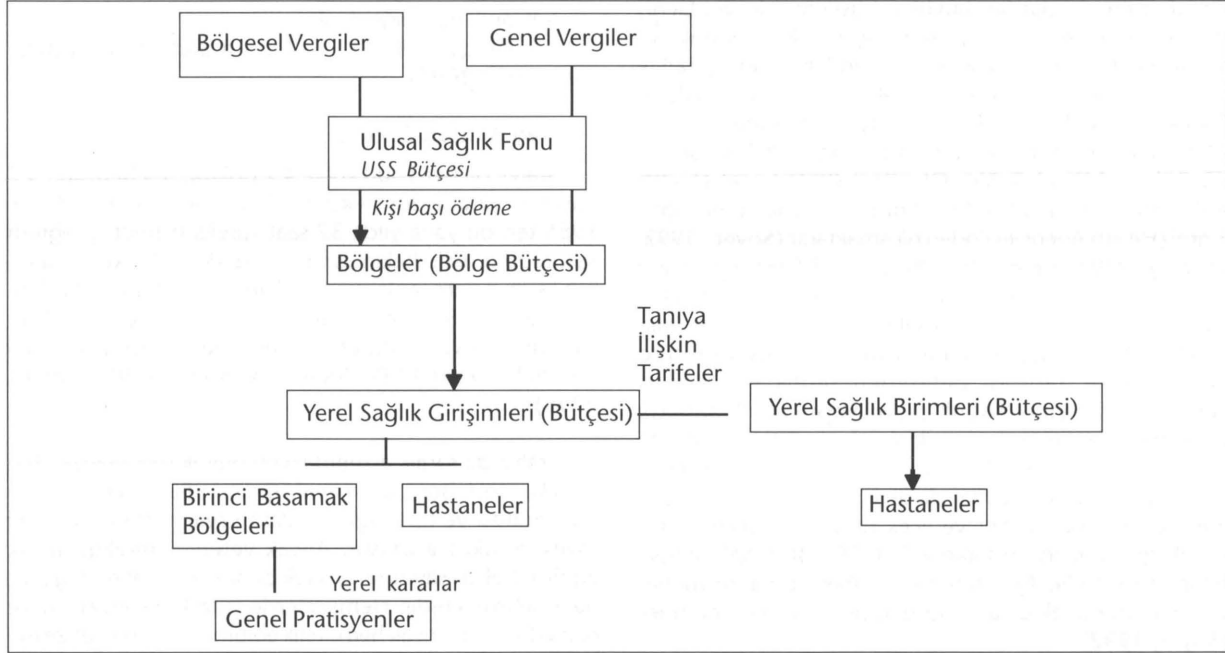 Bölgesel Vergiler
Genel Vergiler
Ulusal Sağlık Fonu
USS Bütçesi
Kişi başı ödeme
Bölgeler (Bölge Bütçesi)
Tanıya
İlişkin
Tarifeler
Yerel Sağlık Girişimleri (Bütçesi)
Yerel Sağlık Birimleri (Bütçesi)
Birinci Basamak
Bölgeleri
Hastaneler
Hastaneler
Yerel kararlar
Genel Pratisyenler